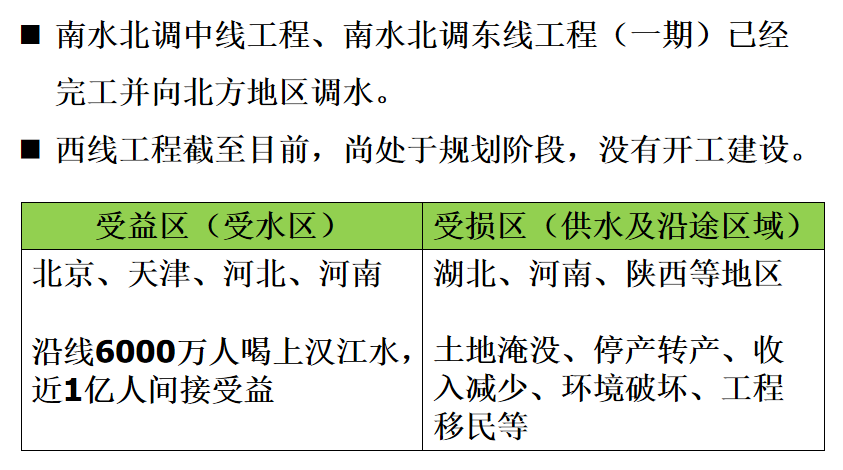 ■ 南水北调中线工程、南水北调东线工程（一期）已经
完工并向北方地区调水。
■ 西线工程截至目前，尚处于规划阶段，没有开工建设。
受益区（受水区）
受损区（供水及沿途区域）
北京、天津、河北、河南
沿线6000万人喝上汉江水，
近1亿人间接受益
湖北、河南、陕西等地区
土地淹没、停产转产、收
入减少、环境破坏、工程
移民等